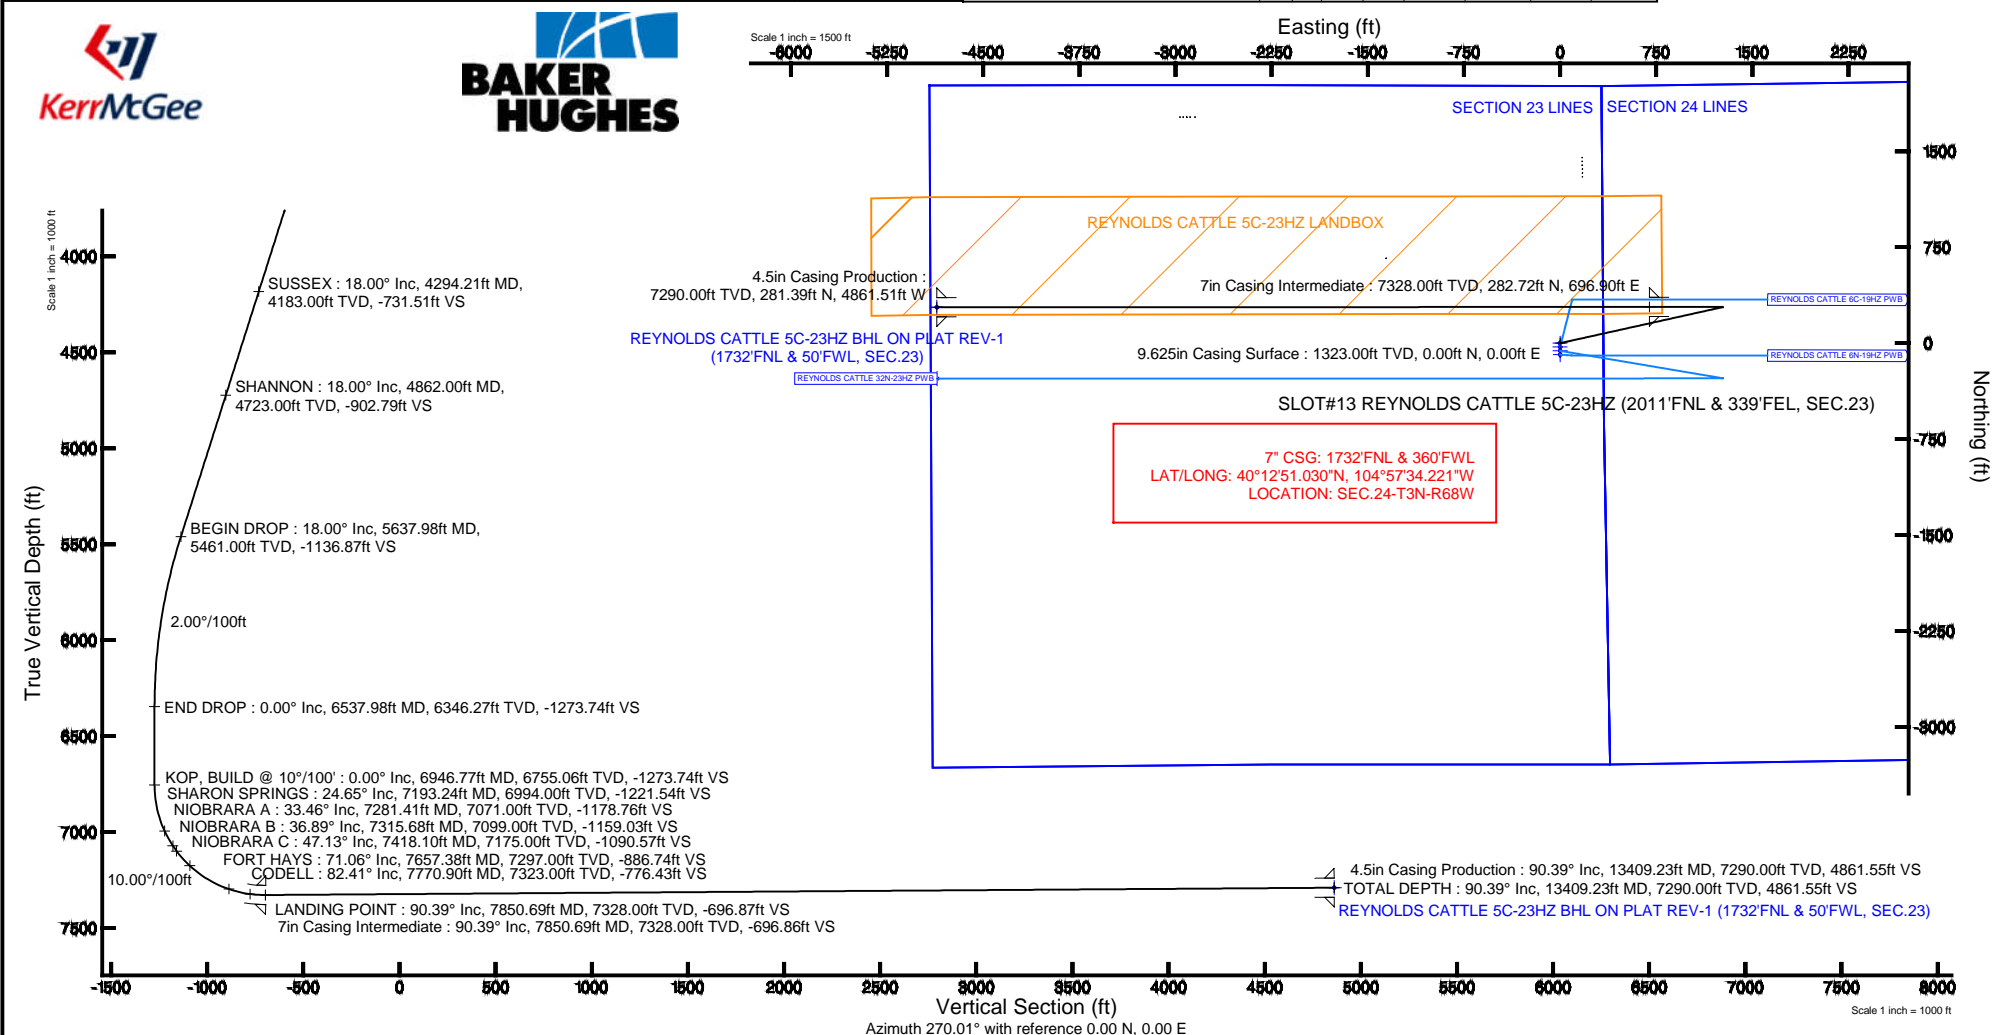 KerrMcGee
BAKER
HUGHES
Scale 1 inch = 1500 ft
Easting (ft)
-6000 -5250 -4500 -3750 -3000 -2250 -1500 -750 0 750 1500 2250
SECTION 23 LINES
SECTION 24 LINES
REYNOLDS CATTLE 5C-23HZ LANDBOX
4.5in Casing Production :
7290.00ft TVD, 281.39ft N, 4861.51ft W
7in Casing Intermediate : 7328.00ft TVD, 282.72ft N, 696.90ft E
REYNOLDS CATTLE 6C-19HZ PWB
REYNOLDS CATTLE 5C-23HZ BHL ON PLAT REV-1
(1732'FNL & 50'FWL, SEC.23)
9.625in Casing Surface : 1323.00ft TVD, 0.00ft N, 0.00ft E
REYNOLDS CATTLE 6N-19HZ PWB
REYNOLDS CATTLE 32N-23HZ PWB
SLOT#13 REYNOLDS CATTLE 5C-23HZ (2011'FNL & 339'FEL, SEC.23)
7" CSG: 1732'FNL & 360'FWL
LAT/LONG: 40°12'51.030"N, 104°57'34.221"W
LOCATION: SEC.24-T3N-R68W
1500
750
0
-750
-1500
-2250
-3000
Northing (ft)
Scale 1 inch = 1000 ft
True Vertical Depth (ft)
4000
4500
5000
5500
6000
6500
7000
7500
SUSSEX : 18.00° Inc, 4294.21ft MD,
4183.00ft TVD, -731.51ft VS
SHANNON : 18.00° Inc, 4862.00ft MD,
4723.00ft TVD, -902.79ft VS
BEGIN DROP : 18.00° Inc, 5637.98ft MD,
5461.00ft TVD, -1136.87ft VS
2.00°/100ft
END DROP : 0.00° Inc, 6537.98ft MD, 6346.27ft TVD, -1273.74ft VS
KOP, BUILD @ 10°/100' : 0.00° Inc, 6946.77ft MD, 6755.06ft TVD, -1273.74ft VS
SHARON SPRINGS : 24.65° Inc, 7193.24ft MD, 6994.00ft TVD, -1221.54ft VS
NIOBRARA A : 33.46° Inc, 7281.41ft MD, 7071.00ft TVD, -1178.76ft VS
NIOBRARA B : 36.89° Inc, 7315.68ft MD, 7099.00ft TVD, -1159.03ft VS
NIOBRARA C : 47.13° Inc, 7418.10ft MD, 7175.00ft TVD, -1090.57ft VS
FORT HAYS : 71.06° Inc, 7657.38ft MD, 7297.00ft TVD, -886.74ft VS
CODELL : 82.41° Inc, 7770.90ft MD, 7323.00ft TVD, -776.43ft VS
10.00°/100ft
LANDING POINT : 90.39° Inc, 7850.69ft MD, 7328.00ft TVD, -696.87ft VS
7in Casing Intermediate : 90.39° Inc, 7850.69ft MD, 7328.00ft TVD, -696.86ft VS
4.5in Casing Production : 90.39° Inc, 13409.23ft MD, 7290.00ft TVD, 4861.55ft VS
TOTAL DEPTH : 90.39° Inc, 13409.23ft MD, 7290.00ft TVD, 4861.55ft VS
REYNOLDS CATTLE 5C-23HZ BHL ON PLAT REV-1 (1732'FNL & 50'FWL, SEC.23)
-1500 -1000 -500 0 500 1000 1500 2000 2500 3000 3500 4000 4500 5000 5500 6000 6500 7000 7500 8000
Vertical Section (ft)
Scale 1 inch = 1000 ft
Azimuth 270.01° with reference 0.00 N, 0.00 E